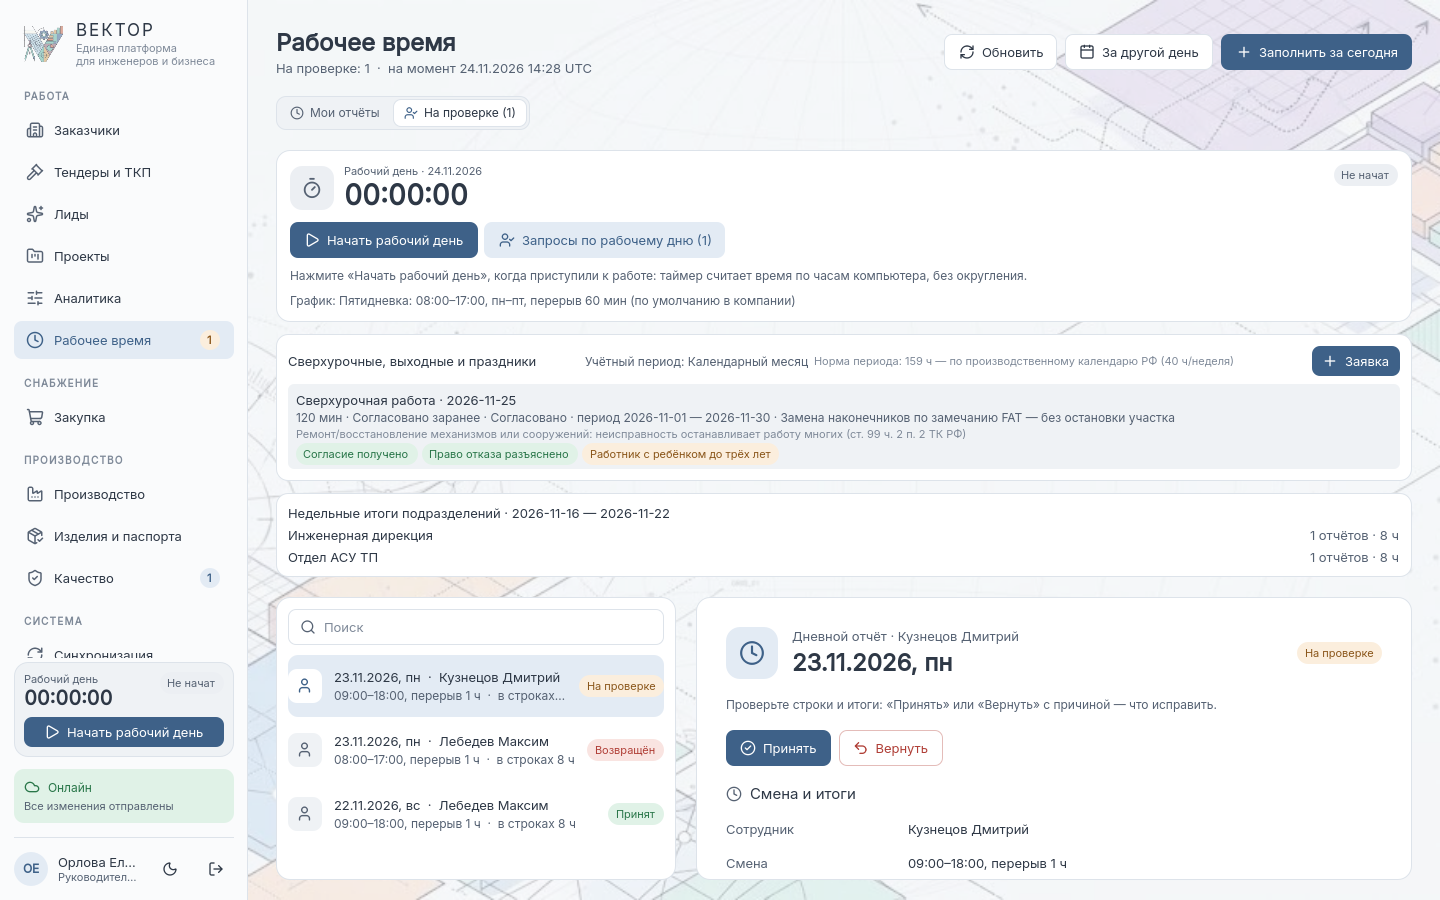 ВЕКТОР
Единая платформа
для инженеров и бизнеса
РАБОТА
Заказчики
Тендеры и ТКП
Лиды
Проекты
Аналитика
Рабочее время 1
СНАБЖЕНИЕ
Закупка
ПРОИЗВОДСТВО
Производство
Изделия и паспорта
Качество 1
СИСТЕМА
Синхронизация
Рабочий день
00:00:00
Не начат
Начать рабочий день
Онлайн
Все изменения отправлены
ОЕ
Орлова Ел...
Руководител...
Рабочее время
На проверке: 1 · на момент 24.11.2026 14:28 UTC
Обновить
За другой день
Заполнить за сегодня
Мои отчёты
На проверке (1)
Рабочий день · 24.11.2026
00:00:00
Не начат
Начать рабочий день
Запросы по рабочему дню (1)
Нажмите «Начать рабочий день», когда приступили к работе: таймер считает время по часам компьютера, без округления.
График: Пятидневка: 08:00–17:00, пн–пт, перерыв 60 мин (по умолчанию в компании)
Сверхурочные, выходные и праздники
Учётный период: Календарный месяц
Норма периода: 159 ч — по производственному календарю РФ (40 ч/неделя)
Заявка
Сверхурочная работа · 2026-11-25
120 мин · Согласовано заранее · Согласовано · период 2026-11-01 — 2026-11-30 · Замена наконечников по замечанию FAT — без остановки участка
Ремонт/восстановление механизмов или сооружений: неисправность останавливает работу многих (ст. 99 ч. 2 п. 2 ТК РФ)
Согласие получено
Право отказа разъяснено
Работник с ребёнком до трёх лет
Недельные итоги подразделений · 2026-11-16 — 2026-11-22
Инженерная дирекция 1 отчётов · 8 ч
Отдел АСУ ТП 1 отчётов · 8 ч
Поиск
23.11.2026, пн · Кузнецов Дмитрий
09:00–18:00, перерыв 1 ч · в строках...
На проверке
23.11.2026, пн · Лебедев Максим
08:00–17:00, перерыв 1 ч · в строках 8 ч
Возвращён
22.11.2026, вс · Лебедев Максим
09:00–18:00, перерыв 1 ч · в строках 8 ч
Принят
Дневной отчёт · Кузнецов Дмитрий
23.11.2026, пн
На проверке
Проверьте строки и итоги: «Принять» или «Вернуть» с причиной — что исправить.
Принять
Вернуть
Смена и итоги
Сотрудник Кузнецов Дмитрий
Смена 09:00–18:00, перерыв 1 ч